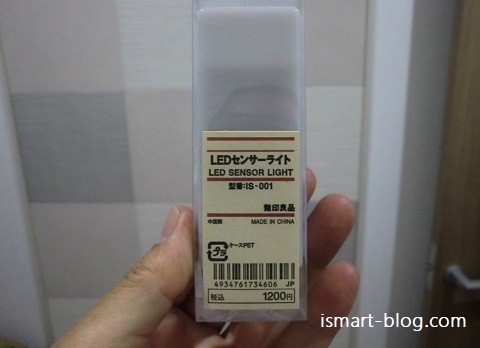 LEDセンサーライト
LED SENSOR LIGHT
型番:IS-001
無印良品
中国製 MADE IN CHINA
プラ ケースPET
4934761734606 JP
税込 1200円
ismart-blog.com